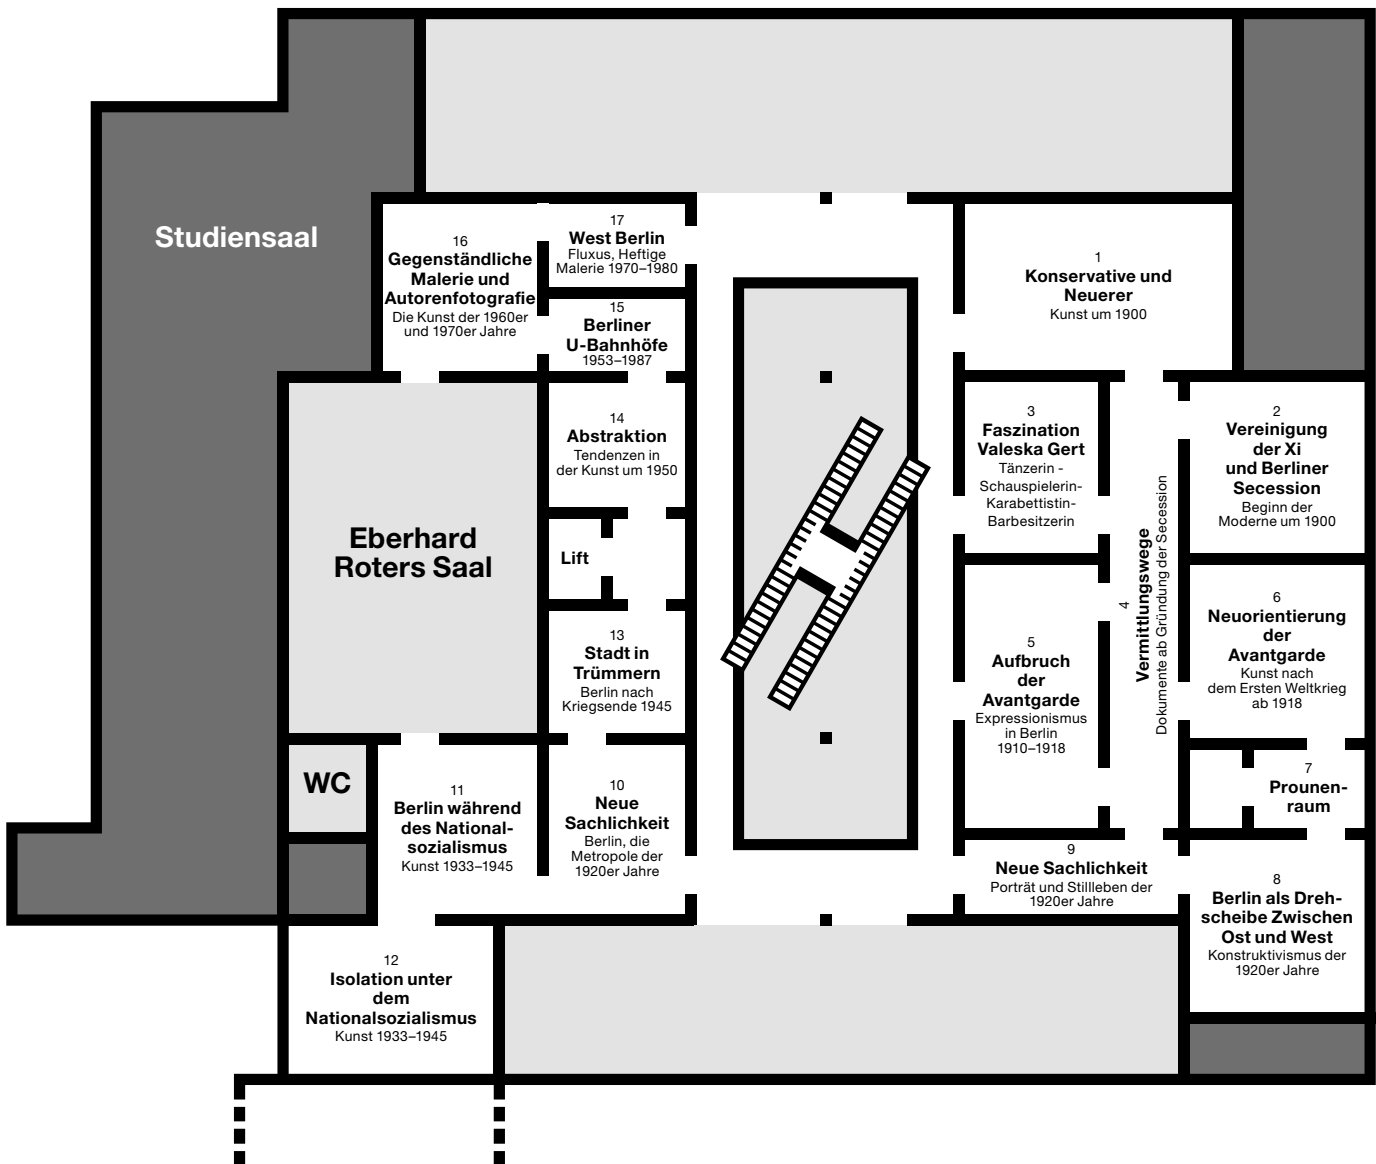 Studiensaal
16
Gegenständliche
Malerie und
Autorenfotografie
Die Kunst der 1960er
und 1970er Jahre
17
West Berlin
Fluxus, Heftige
Malerie 1970–1980
15
Berliner
U-Bahnhöfe
1953–1987
14
Abstraktion
Tendenzen in
der Kunst um 1950
Eberhard
Roters Saal
Lift
13
Stadt in
Trümmern
Berlin nach
Kriegsende 1945
WC
11
Berlin während
des National-
sozialismus
Kunst 1933–1945
10
Neue
Sachlichkeit
Berlin, die
Metropole der
1920er Jahre
12
Isolation unter
dem
Nationalsozialismus
Kunst 1933–1945
1
Konservative und
Neuerer
Kunst um 1900
3
Faszination
Valeska Gert
Tänzerin -
Schauspielerin-
Karabettistin-
Barbesitzerin
2
Vereinigung
der Xi
und Berliner
Secession
Beginn der
Moderne um 1900
4
Vermittlungswege
Dokumente ab Gründung der Secession
5
Aufbruch
der
Avantgarde
Expressionismus
in Berlin
1910–1918
6
Neuorientierung
der
Avantgarde
Kunst nach
dem Ersten Weltkrieg
ab 1918
7
Prounen-
raum
9
Neue Sachlichkeit
Porträt und Stillleben der
1920er Jahre
8
Berlin als Dreh-
scheibe Zwischen
Ost und West
Konstruktivismus der
1920er Jahre